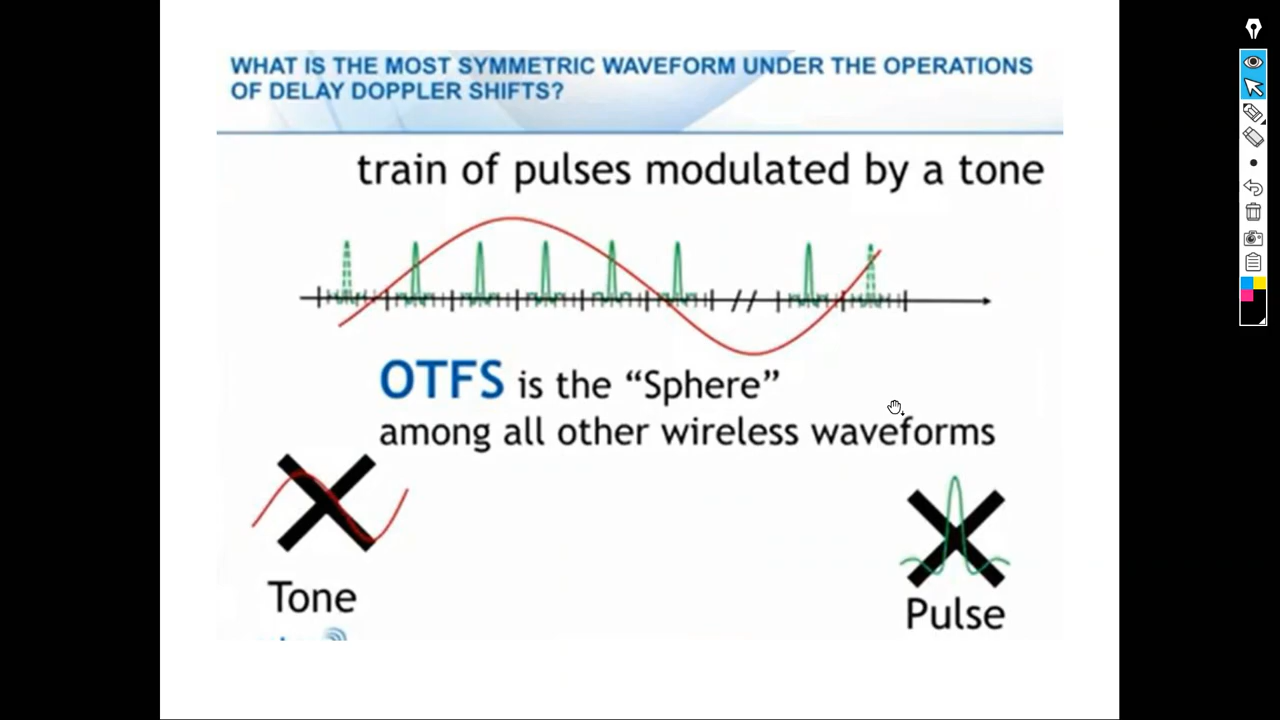 WHAT IS THE MOST SYMMETRIC WAVEFORM UNDER THE OPERATIONS
OF DELAY DOPPLER SHIFTS?
train of pulses modulated by a tone
OTFS is the “Sphere”
among all other wireless waveforms
Tone
Pulse